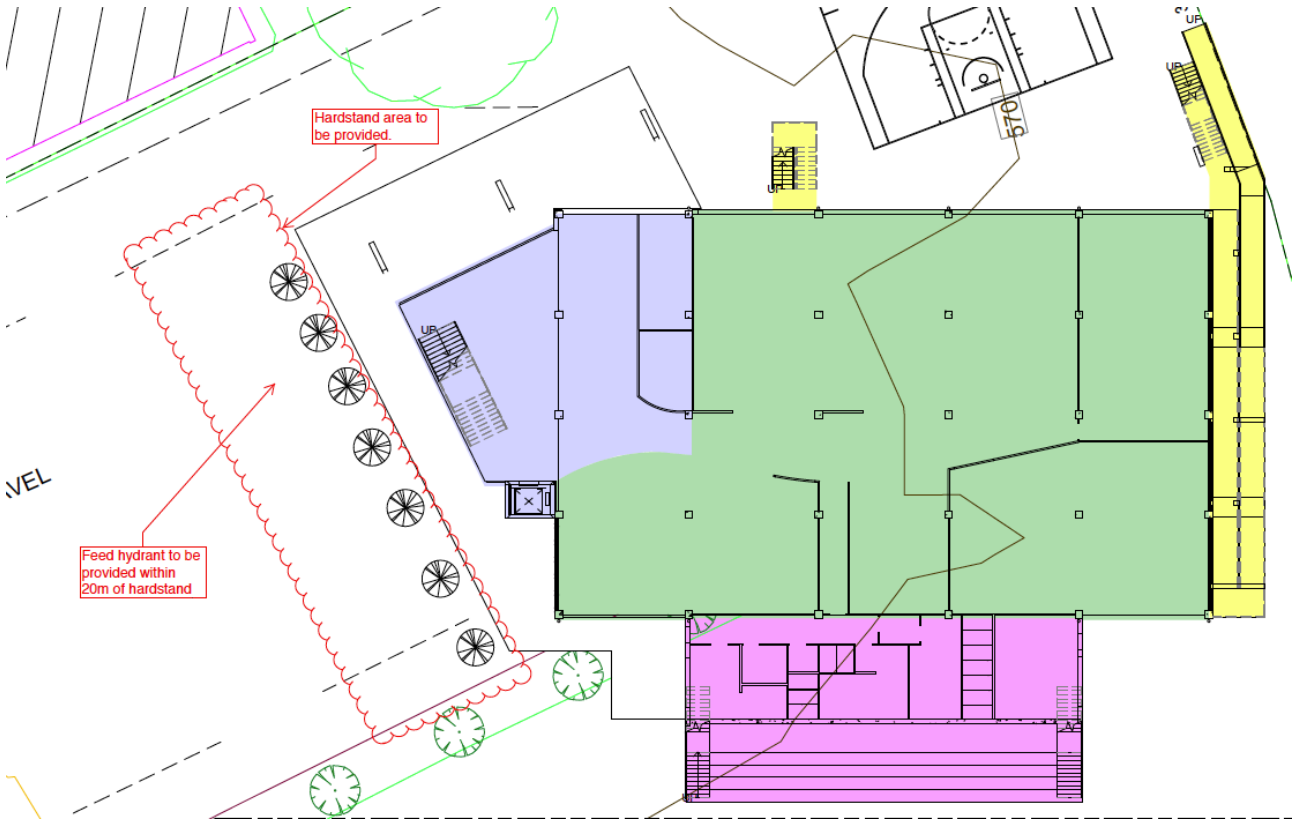 UP
UP
Hardstand area to
be provided.
570
UP
UP
AVEL
Feed hydrant to be
provided within
20m of hardstand